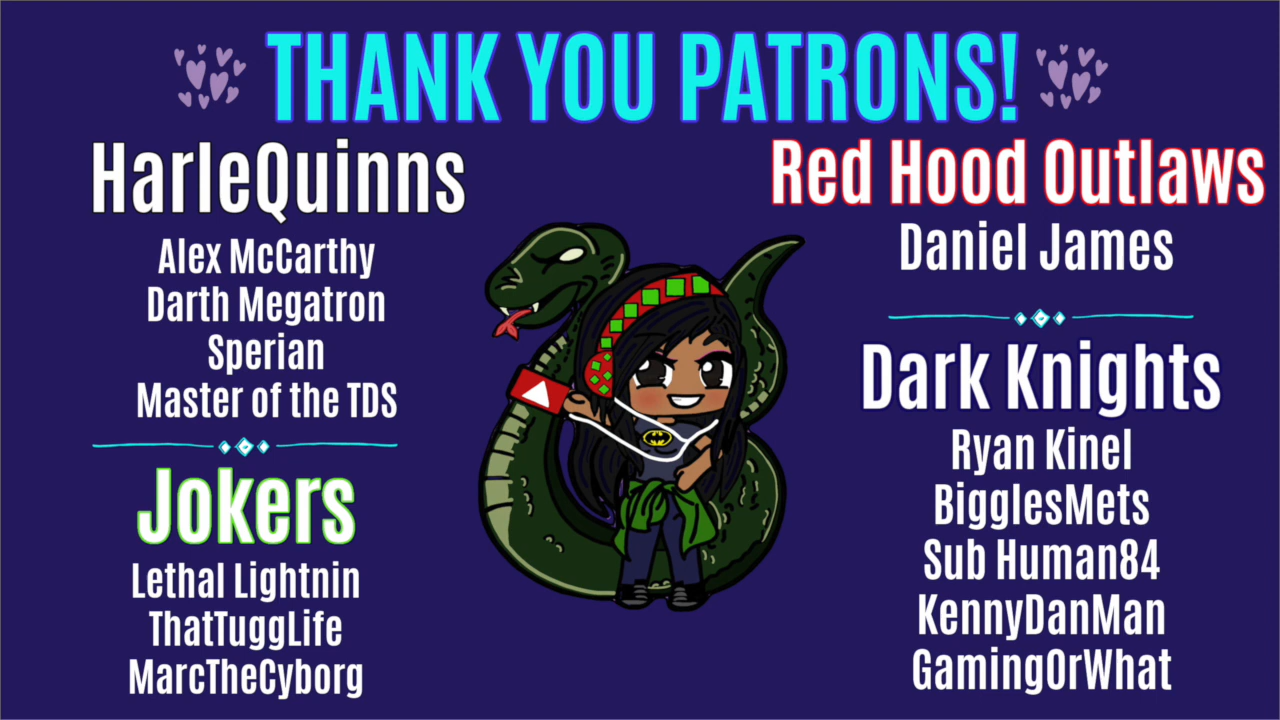 THANK YOU PATRONS!
HarleQuinns
Alex McCarthy
Darth Megatron
Sperian
Master of the TDS
Jokers
Lethal Lightnin
ThatTuggLife
MarcTheCyborg
Red Hood Outlaws
Daniel James
Dark Knights
Ryan Kinel
BigglesMets
Sub Human84
KennyDanMan
GamingOrWhat